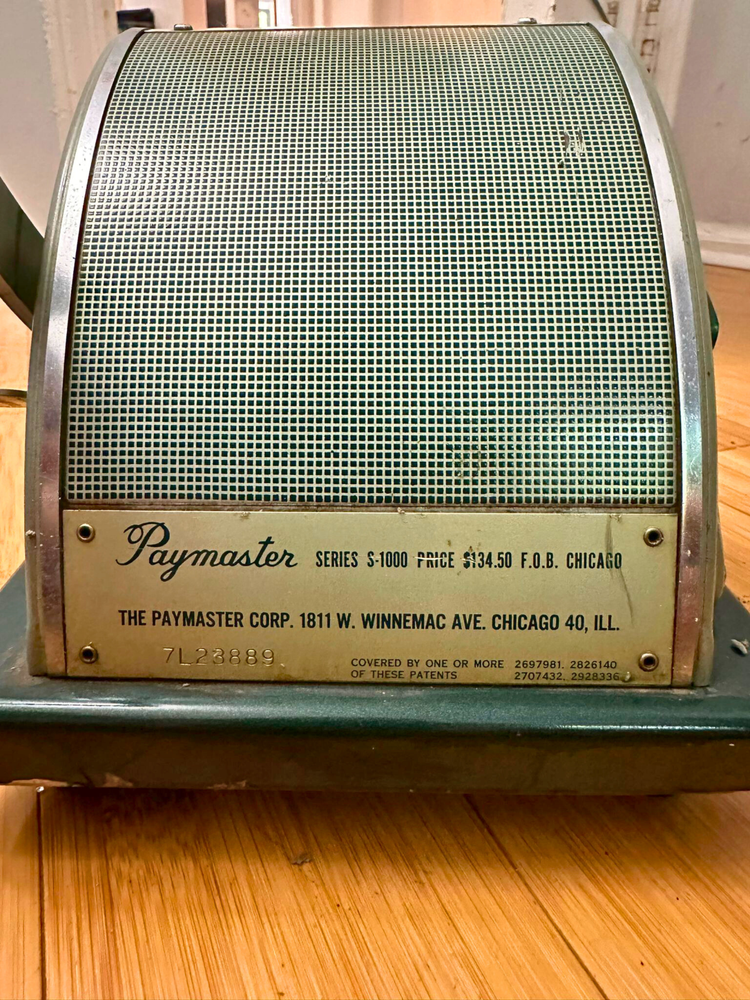 Paymaster SERIES S-1000 PRICE $134.50 F.O.B. CHICAGO
THE PAYMASTER CORP. 1811 W. WINNEMAC AVE. CHICAGO 40, ILL.
7L23889
COVERED BY ONE OR MORE 2697981, 2826140
OF THESE PATENTS 2707432, 2928336